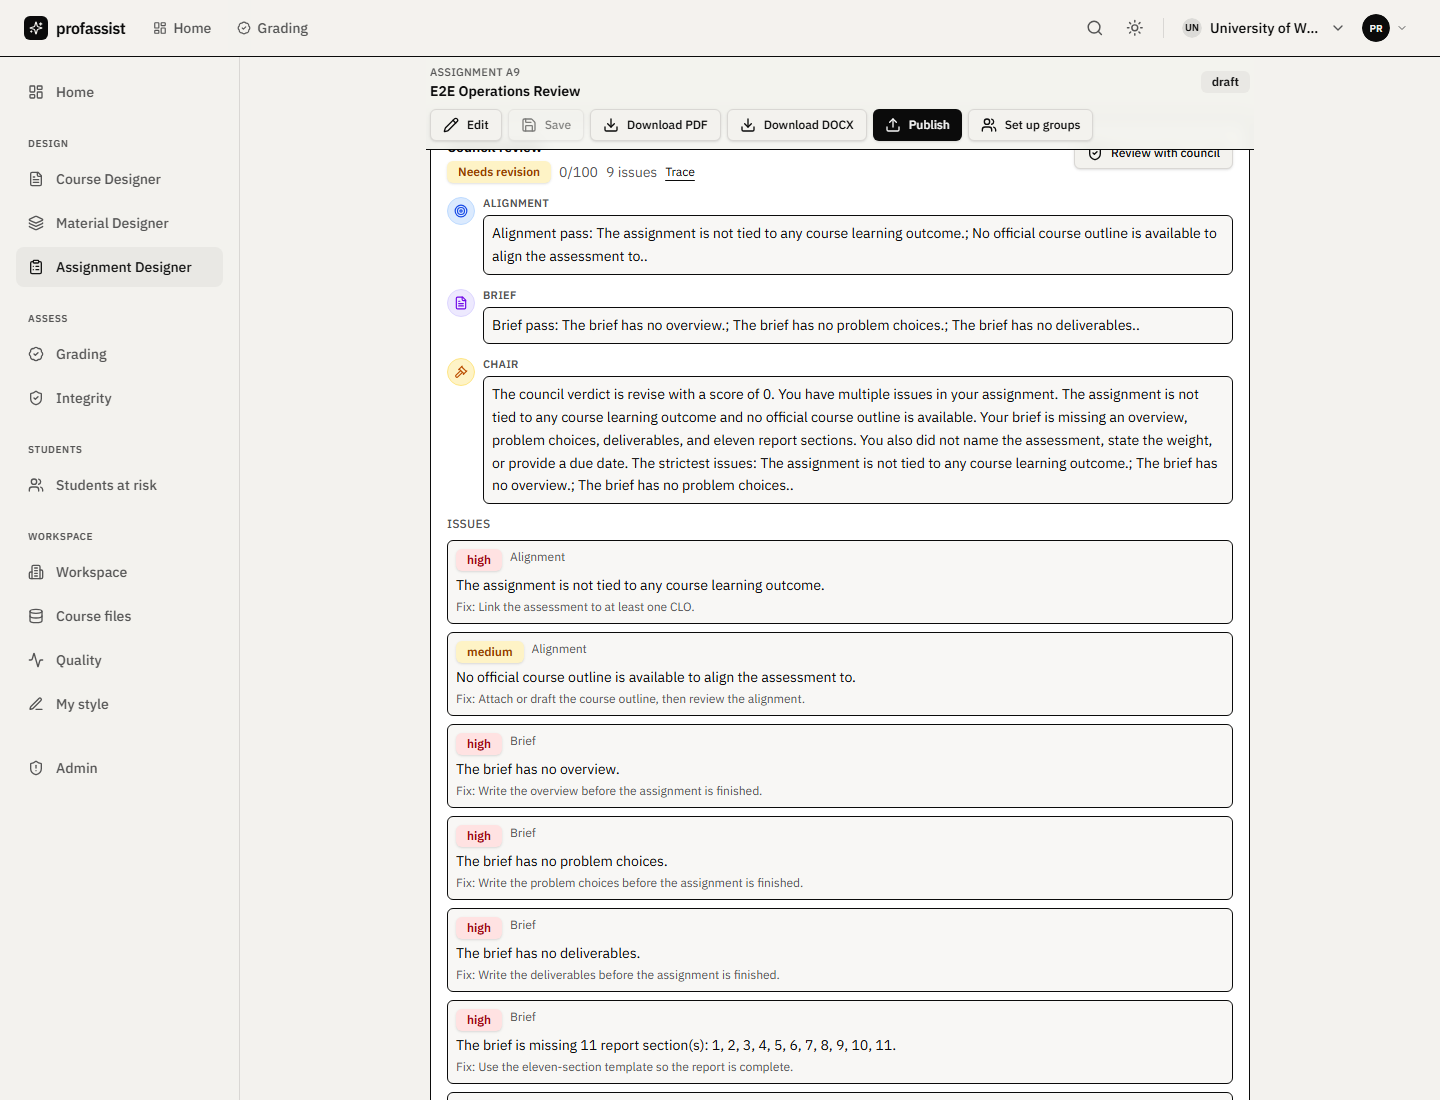 profassist
Home
Grading
UN
University of W...
PR
Home
DESIGN
Course Designer
Material Designer
Assignment Designer
ASSESS
Grading
Integrity
STUDENTS
Students at risk
WORKSPACE
Workspace
Course files
Quality
My style
Admin
ASSIGNMENT A9
E2E Operations Review
draft
Edit
Save
Download PDF
Download DOCX
Publish
Set up groups
Council review
Review with council
Needs revision 0/100 9 issues Trace
ALIGNMENT
Alignment pass: The assignment is not tied to any course learning outcome.; No official course outline is available to
align the assessment to..
BRIEF
Brief pass: The brief has no overview.; The brief has no problem choices.; The brief has no deliverables..
CHAIR
The council verdict is revise with a score of 0. You have multiple issues in your assignment. The assignment is not
tied to any course learning outcome and no official course outline is available. Your brief is missing an overview,
problem choices, deliverables, and eleven report sections. You also did not name the assessment, state the weight,
or provide a due date. The strictest issues: The assignment is not tied to any course learning outcome.; The brief has
no overview.; The brief has no problem choices..
ISSUES
high Alignment
The assignment is not tied to any course learning outcome.
Fix: Link the assessment to at least one CLO.
medium Alignment
No official course outline is available to align the assessment to.
Fix: Attach or draft the course outline, then review the alignment.
high Brief
The brief has no overview.
Fix: Write the overview before the assignment is finished.
high Brief
The brief has no problem choices.
Fix: Write the problem choices before the assignment is finished.
high Brief
The brief has no deliverables.
Fix: Write the deliverables before the assignment is finished.
high Brief
The brief is missing 11 report section(s): 1, 2, 3, 4, 5, 6, 7, 8, 9, 10, 11.
Fix: Use the eleven-section template so the report is complete.